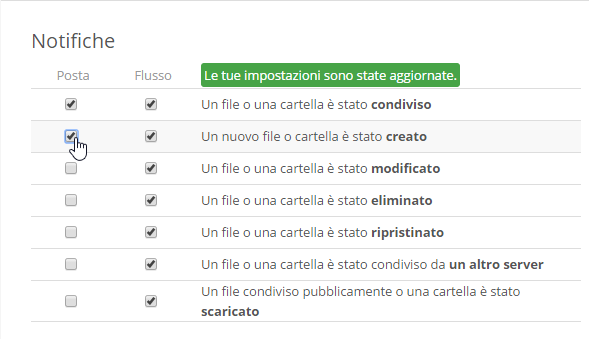 Notifiche
Posta Flusso Le tue impostazioni sono state aggiornate.
Un file o una cartella è stato condiviso
Un nuovo file o cartella è stato creato
Un file o una cartella è stato modificato
Un file o una cartella è stato eliminato
Un file o una cartella è stato ripristinato
Un file o una cartella è stato condiviso da un altro server
Un file condiviso pubblicamente o una cartella è stato
scaricato